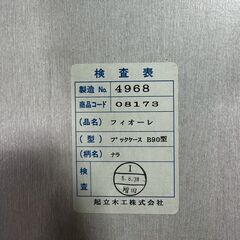 検査表
製造 No. 4968
商品コード 08173
(品名) フィオーレ
(型) ブックケース B90型
(柄名) ナラ
検査
I
増田
起立木工株式会社